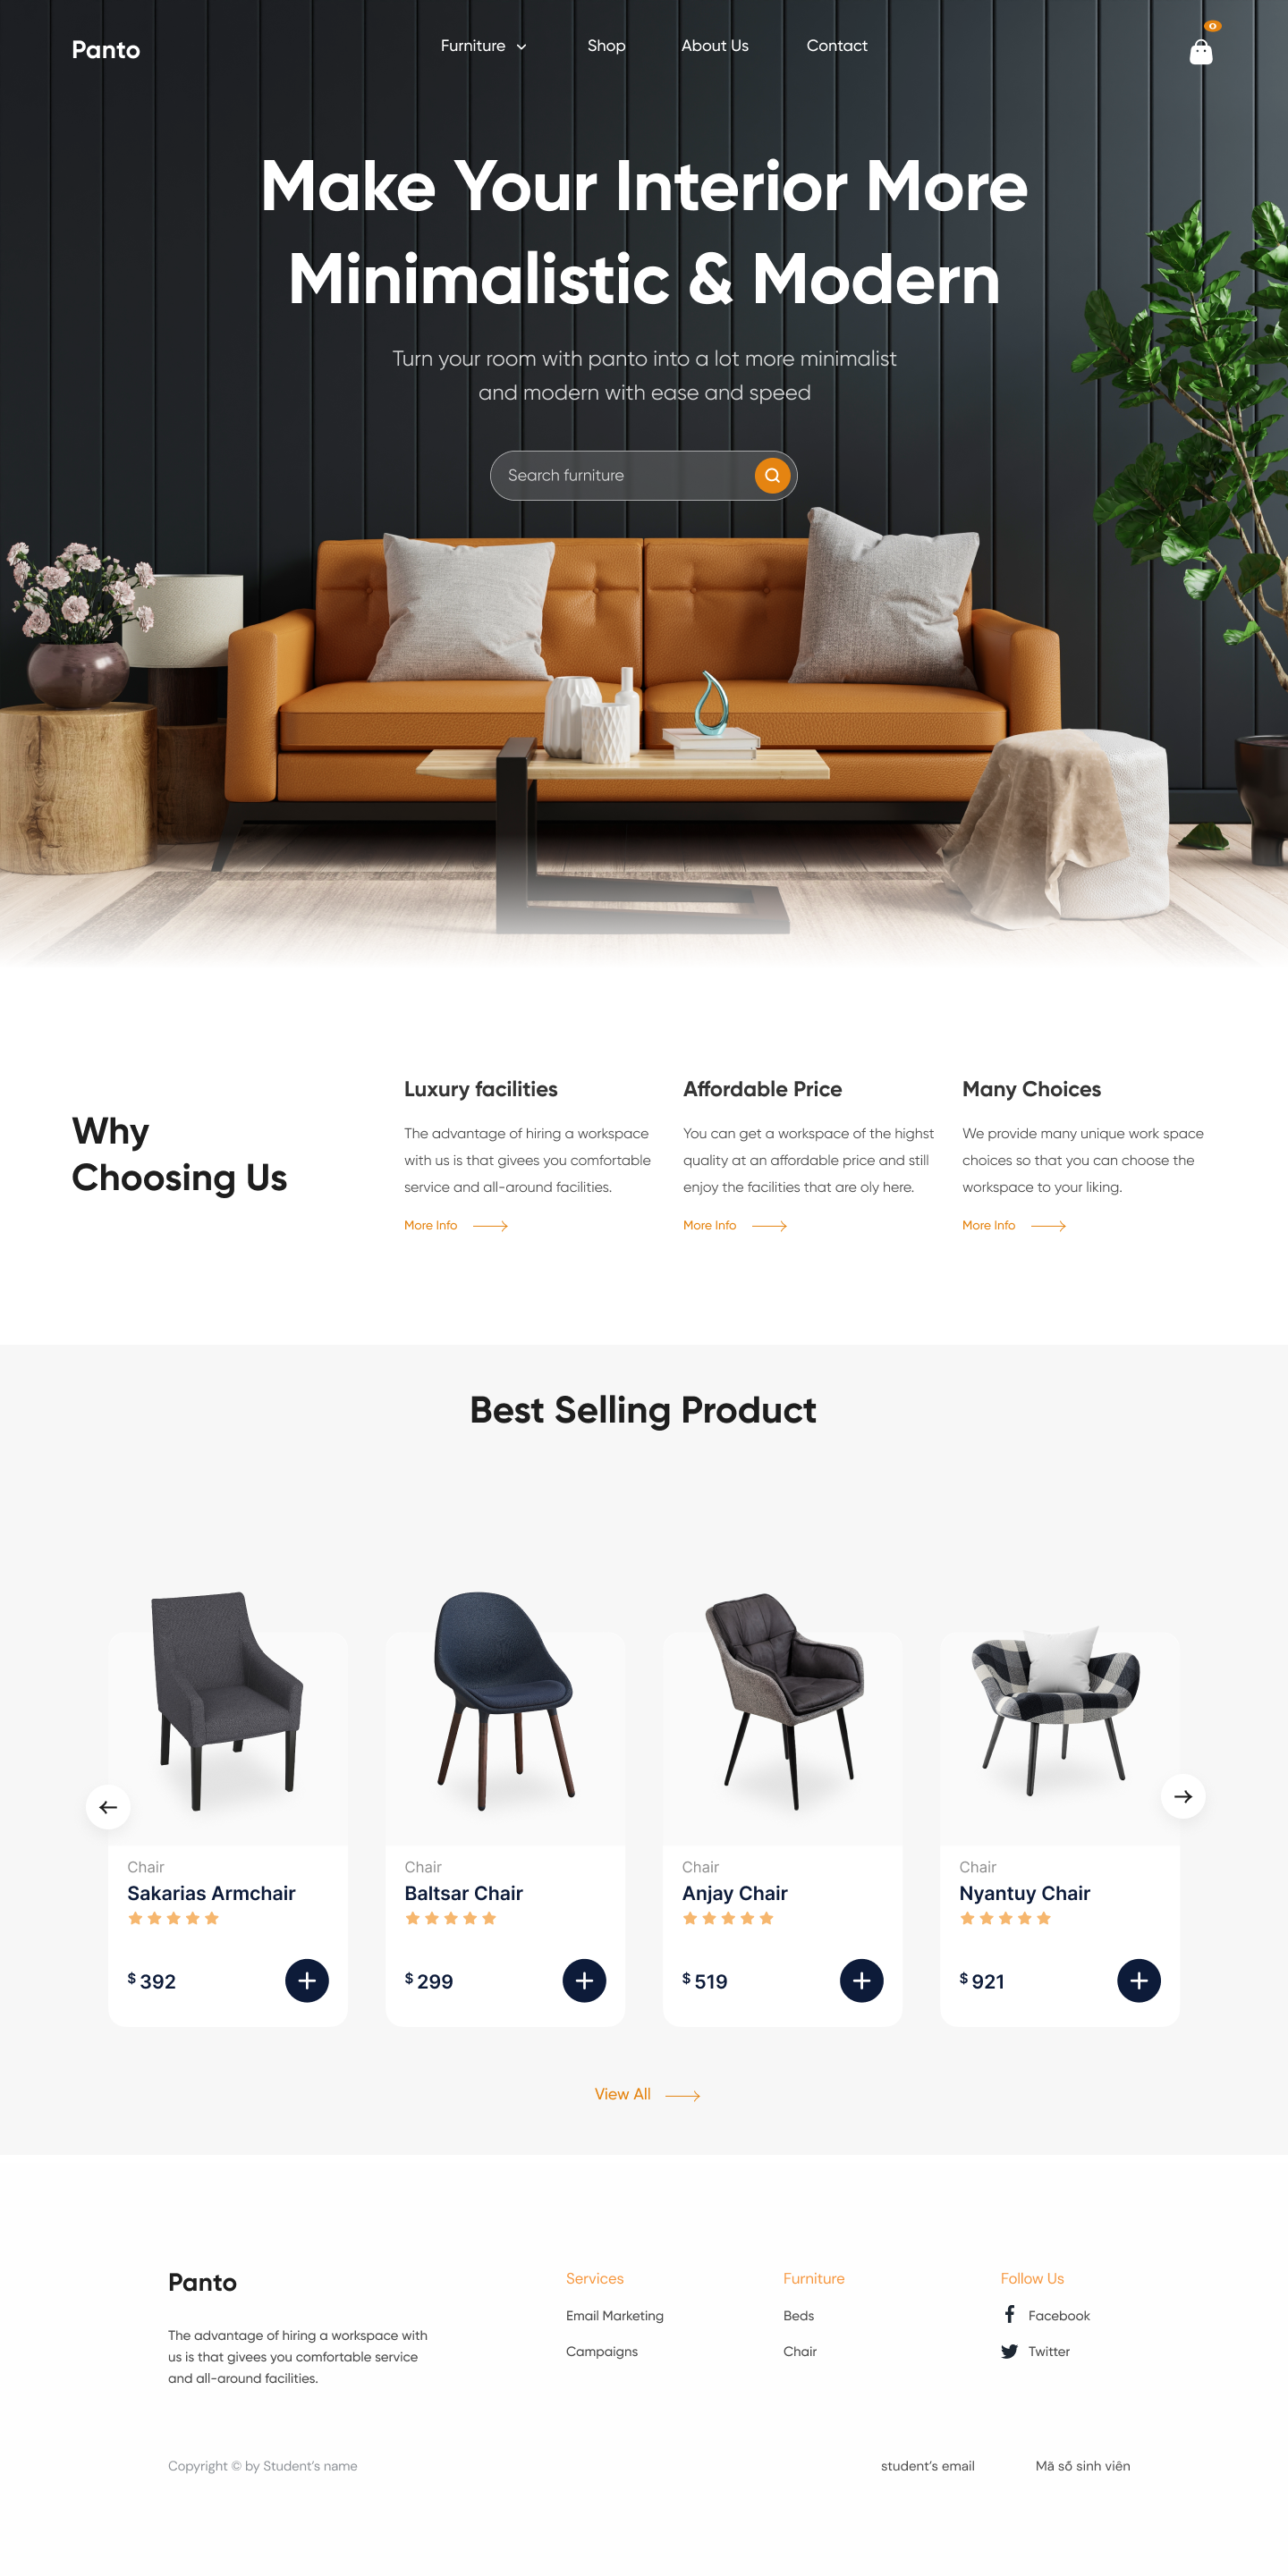 Panto
Furniture
Shop
About Us
Contact
0
Make Your Interior More
Minimalistic & Modern
Turn your room with panto into a lot more minimalist
and modern with ease and speed
Search furniture
Why
Choosing Us
Luxury facilities
The advantage of hiring a workspace
with us is that givees you comfortable
service and all-around facilities.
More Info
Affordable Price
You can get a workspace of the highst
quality at an affordable price and still
enjoy the facilities that are oly here.
More Info
Many Choices
We provide many unique work space
choices so that you can choose the
workspace to your liking.
More Info
Best Selling Product
Chair
Sakarias Armchair
$ 392
Chair
Baltsar Chair
$ 299
Chair
Anjay Chair
$ 519
Chair
Nyantuy Chair
$ 921
View All
Panto
The advantage of hiring a workspace with
us is that givees you comfortable service
and all-around facilities.
Services
Email Marketing
Campaigns
Furniture
Beds
Chair
Follow Us
Facebook
Twitter
Copyright © by Student’s name
student’s email
Mã số sinh viên